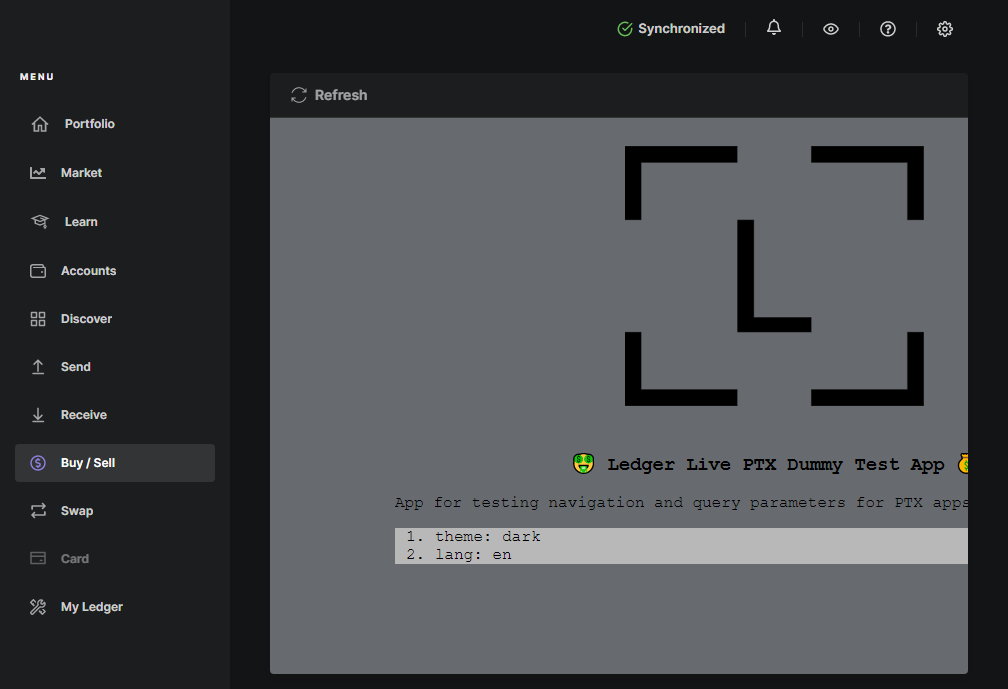 Synchronized
MENU
Refresh
Portfolio
Market
Learn
Accounts
Discover
Send
Receive
Buy / Sell
Swap
Card
My Ledger
Ledger Live PTX Dummy Test App
App for testing navigation and query parameters for PTX apps
1. theme: dark
2. lang: en